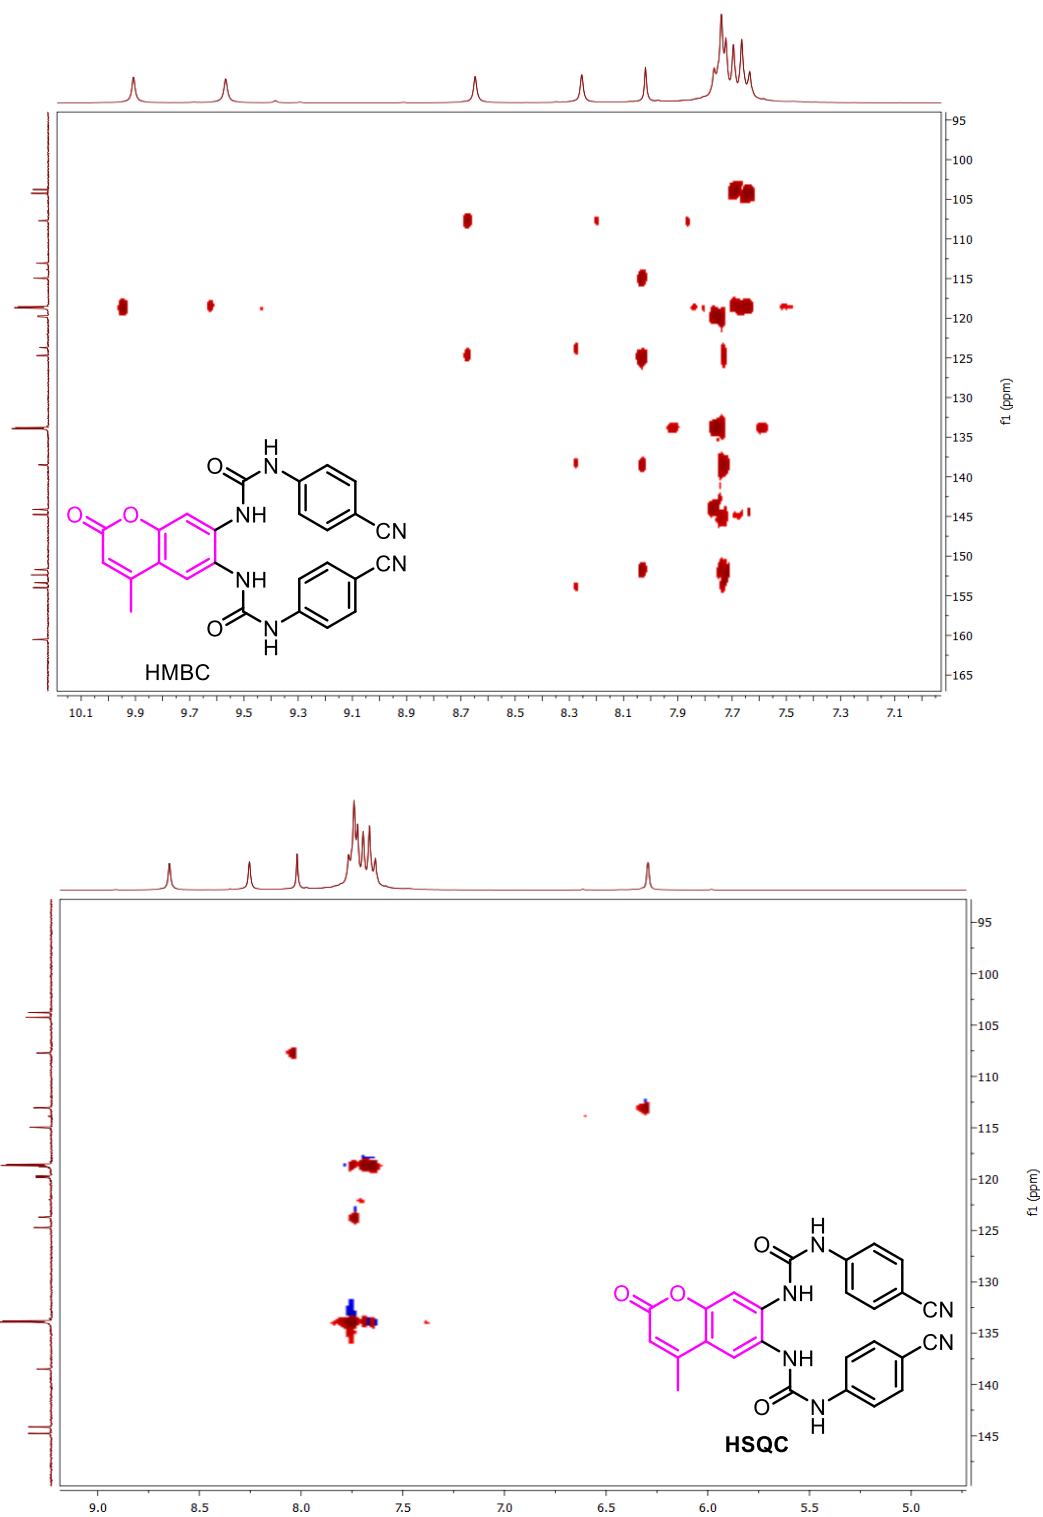 95
100
105
110
115
120
125
130
135
140
145
150
155
160
165
f1 (ppm)
H
O N
NH
O O
CN
NH
CN
O N
H
HMBC
10.1 9.9 9.7 9.5 9.3 9.1 8.9 8.7 8.5 8.3 8.1 7.9 7.7 7.5 7.3 7.1
95
100
105
110
115
120
125
130
135
140
145
f1 (ppm)
H
O N
NH
O O
CN
NH
CN
O N
H
HSQC
9.0 8.5 8.0 7.5 7.0 6.5 6.0 5.5 5.0